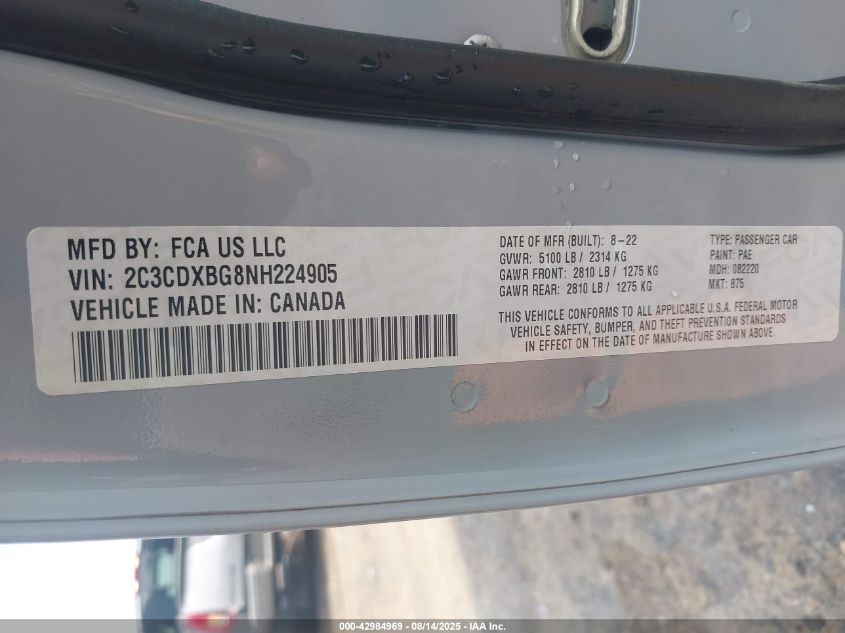 MFD BY: FCA US LLC
VIN: 2C3CDXBG8NH224905
VEHICLE MADE IN: CANADA
DATE OF MFR (BUILT): 8-22
GVWR: 5100 LB / 2314 KG
GAWR FRONT: 2810 LB / 1275 KG
GAWR REAR: 2810 LB / 1275 KG
TYPE: PASSENGER CAR
PAINT: PAE
MDH: 082220
MKT: 875
THIS VEHICLE CONFORMS TO ALL APPLICABLE U.S.A. FEDERAL MOTOR
VEHICLE SAFETY, BUMPER, AND THEFT PREVENTION STANDARDS
IN EFFECT ON THE DATE OF MANUFACTURE SHOWN ABOVE.
000-42984969 - 08/14/2025 - IAA Inc.